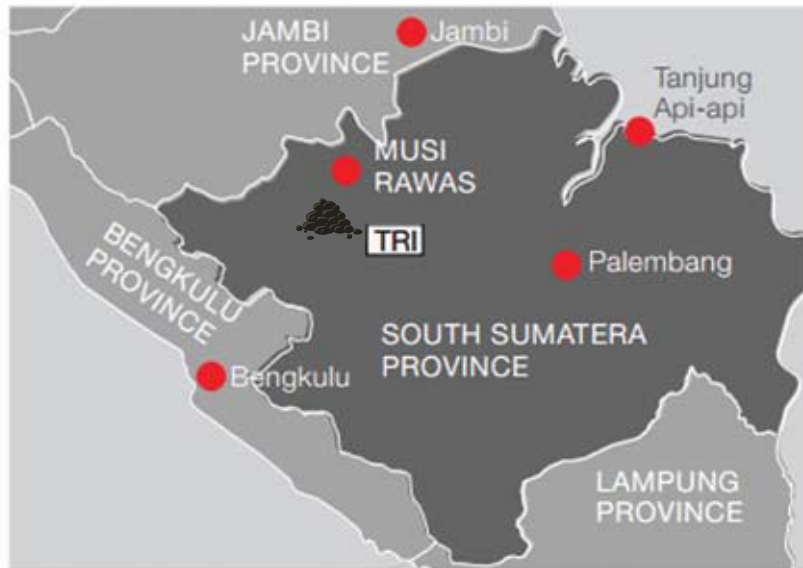 JAMBI
PROVINCE
Jambi
Tanjung
Api-api
MUSI
RAWAS
TRI
BENGKULU
PROVINCE
Palembang
SOUTH SUMATERA
PROVINCE
Bengkulu
LAMPUNG
PROVINCE